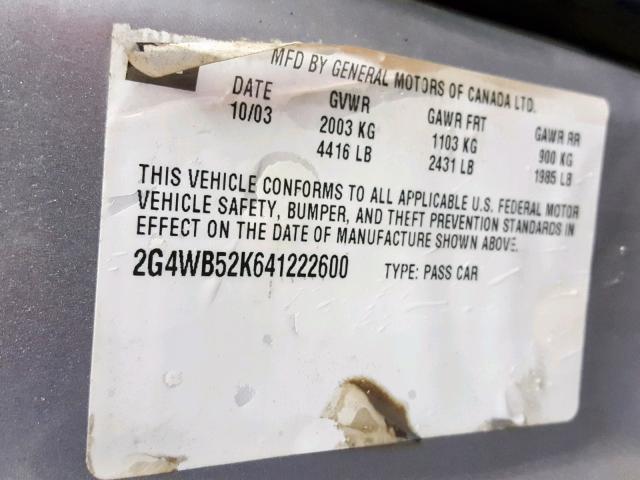 MFD BY GENERAL MOTORS OF CANADA LTD.
DATE GVWR GAWR FRT GAWR RR
10/03 2003 KG 1103 KG 900 KG
4416 LB 2431 LB 1985 LB
THIS VEHICLE CONFORMS TO ALL APPLICABLE U.S. FEDERAL MOTOR
VEHICLE SAFETY, BUMPER, AND THEFT PREVENTION STANDARDS IN
EFFECT ON THE DATE OF MANUFACTURE SHOWN ABOVE.
2G4WB52K641222600 TYPE: PASS CAR